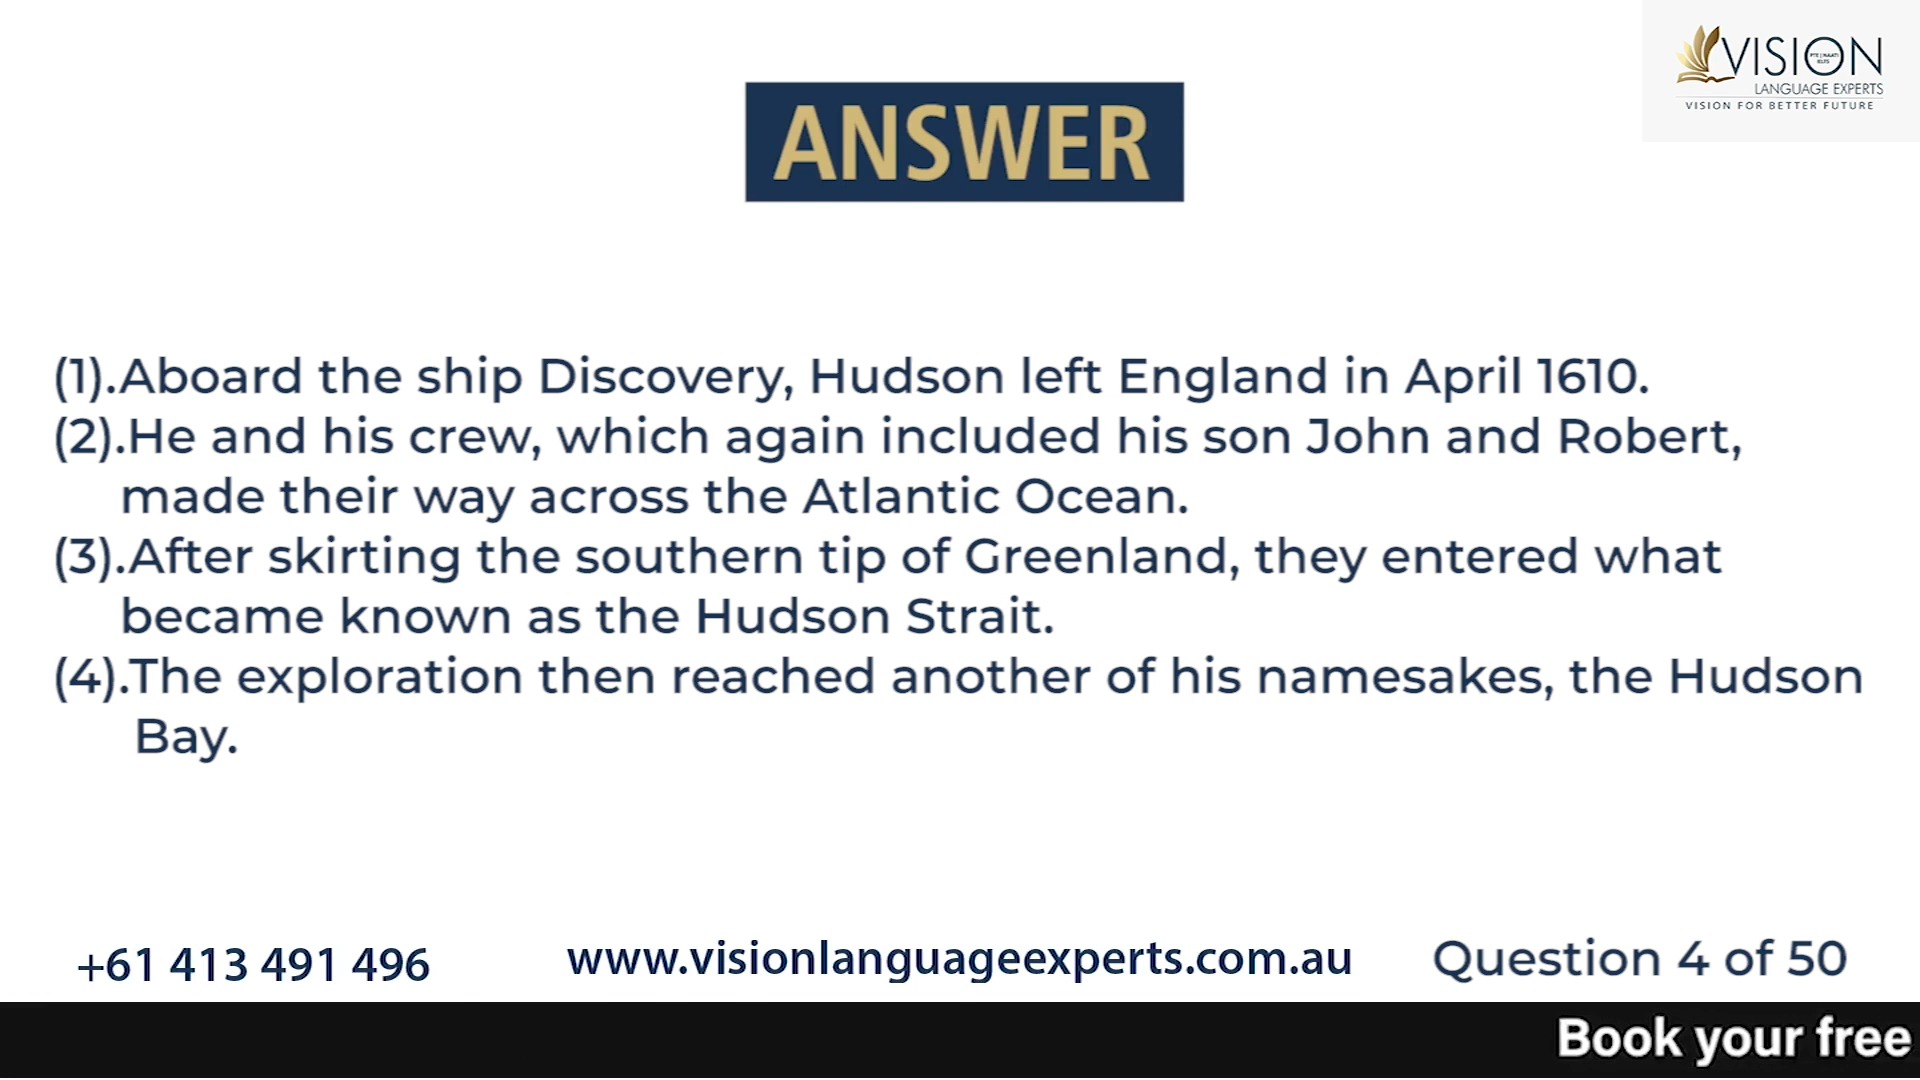 VISION
PTE | NAATI
IELTS
LANGUAGE EXPERTS
VISION FOR BETTER FUTURE
ANSWER
(1).Aboard the ship Discovery, Hudson left England in April 1610.
(2).He and his crew, which again included his son John and Robert,
made their way across the Atlantic Ocean.
(3).After skirting the southern tip of Greenland, they entered what
became known as the Hudson Strait.
(4).The exploration then reached another of his namesakes, the Hudson
Bay.
+61 413 491 496
www.visionlanguageexperts.com.au
Question 4 of 50
Book your free